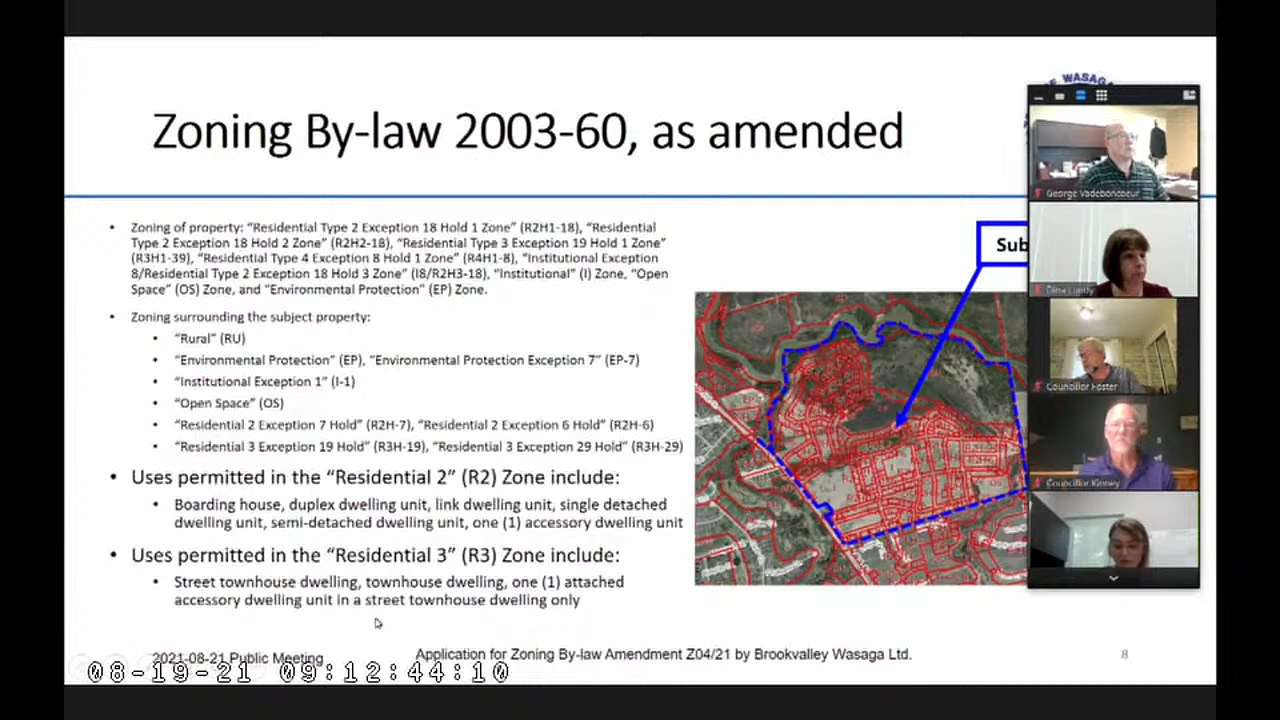 WASAGA
Zoning By-law 2003-60, as amended
• Zoning of property: “Residential Type 2 Exception 18 Hold 1 Zone” (R2H1-18), “Residential
Type 2 Exception 18 Hold 2 Zone” (R2H2-18), “Residential Type 3 Exception 19 Hold 1 Zone”
(R3H1-39), “Residential Type 4 Exception 8 Hold 1 Zone” (R4H1-8), “Institutional Exception
8/Residential Type 2 Exception 18 Hold 3 Zone” (I8/R2H3-18), “Institutional” (I) Zone, “Open
Space” (OS) Zone, and “Environmental Protection” (EP) Zone.
• Zoning surrounding the subject property:
• “Rural” (RU)
• “Environmental Protection” (EP), “Environmental Protection Exception 7” (EP-7)
• “Institutional Exception 1” (I-1)
• “Open Space” (OS)
• “Residential 2 Exception 7 Hold” (R2H-7), “Residential 2 Exception 6 Hold” (R2H-6)
• “Residential 3 Exception 19 Hold” (R3H-19), “Residential 3 Exception 29 Hold” (R3H-29)
• Uses permitted in the “Residential 2” (R2) Zone include:
• Boarding house, duplex dwelling unit, link dwelling unit, single detached
dwelling unit, semi-detached dwelling unit, one (1) accessory dwelling unit
• Uses permitted in the “Residential 3” (R3) Zone include:
• Street townhouse dwelling, townhouse dwelling, one (1) attached
accessory dwelling unit in a street townhouse dwelling only
Sub
George Vadeboncoeur
Dina Lundy
Councillor Foster
Councillor Kinney
2021-08-21 Public Meeting
Application for Zoning By-law Amendment Z04/21 by Brookvalley Wasaga Ltd.
8
08-19-21 09:12:44:10